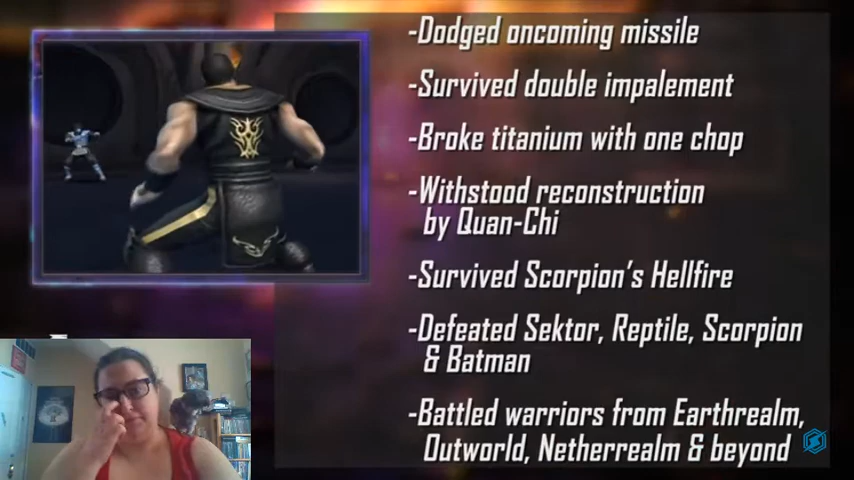 -Dodged oncoming missile
-Survived double impalement
-Broke titanium with one chop
-Withstood reconstruction
by Quan-Chi
-Survived Scorpion's Hellfire
-Defeated Sektor, Reptile, Scorpion
& Batman
-Battled warriors from Earthrealm,
Outworld, Netherrealm & beyond